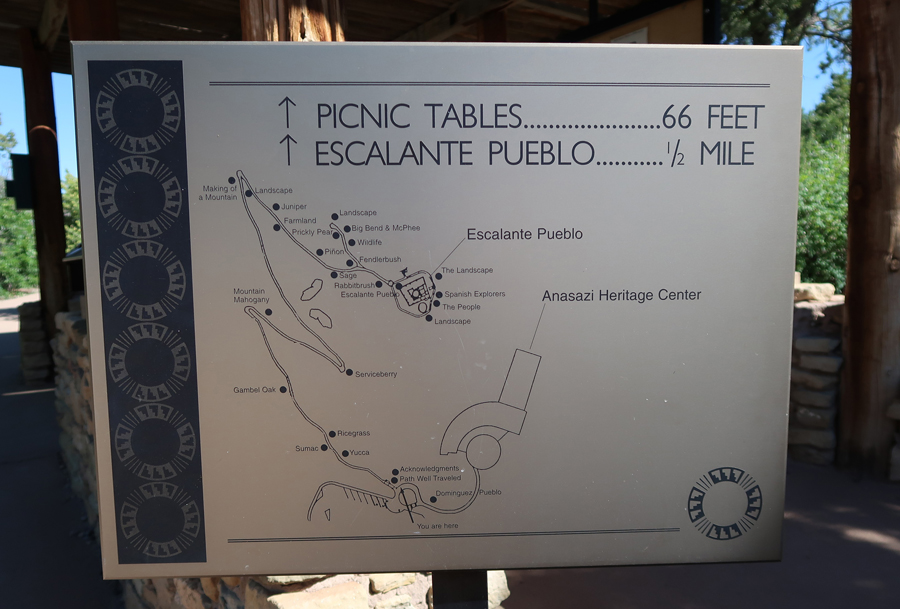 ↑ PICNIC TABLES......................66 FEET
↑ ESCALANTE PUEBLO...........½ MILE
Making of
a Mountain
Landscape
Juniper
Farmland
Prickly Pear
Landscape
Big Bend & McPhee
Wildlife
Piñon
Fendlerbush
Sage
Rabbitbrush
Escalante Pueblo
Escalante Pueblo
The Landscape
Spanish Explorers
The People
Landscape
Anasazi Heritage Center
Mountain
Mahogany
Serviceberry
Gambel Oak
Ricegrass
Sumac
Yucca
Acknowledgments
Path Well Traveled
Dominguez Pueblo
You are here